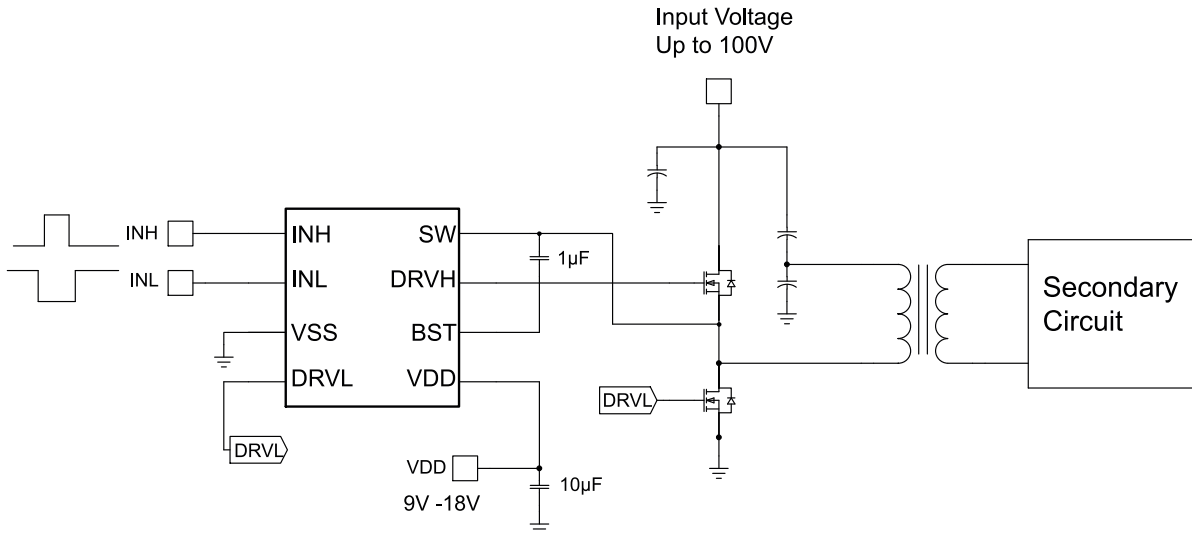 Input Voltage
Up to 100V
INH
INL
INH
INL
VSS
DRVL
SW
DRVH
BST
VDD
1µF
DRVL
VDD
9V -18V
10µF
DRVL
Secondary
Circuit